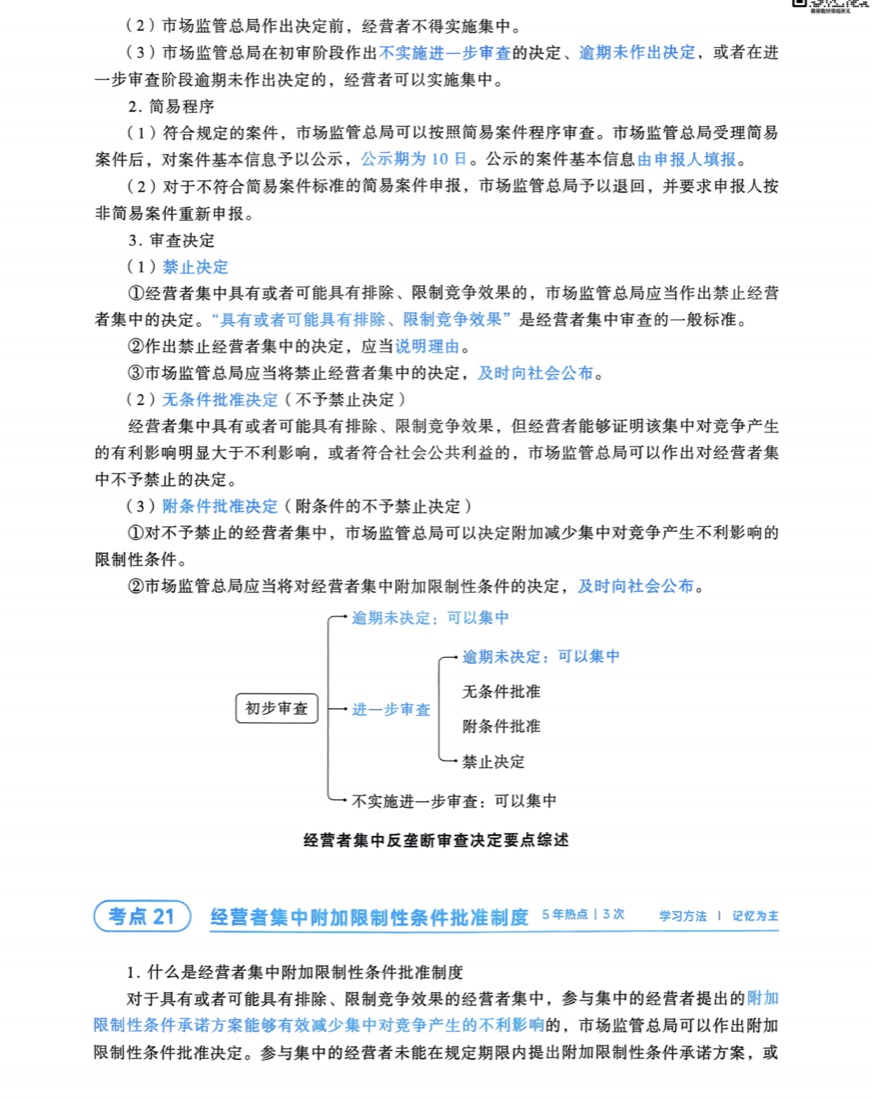 （2）市场监管总局作出决定前，经营者不得实施集中。
（3）市场监管总局在初审阶段作出不实施进一步审查的决定、逾期未作出决定，或者在进
一步审查阶段逾期未作出决定的，经营者可以实施集中。
2. 简易程序
（1）符合规定的案件，市场监管总局可以按照简易案件程序审查。市场监管总局受理简易
案件后，对案件基本信息予以公示，公示期为 10 日。公示的案件基本信息由申报人填报。
（2）对于不符合简易案件标准的简易案件申报，市场监管总局予以退回，并要求申报人按
非简易案件重新申报。
3. 审查决定
（1）禁止决定
①经营者集中具有或者可能具有排除、限制竞争效果的，市场监管总局应当作出禁止经营
者集中的决定。“具有或者可能具有排除、限制竞争效果”是经营者集中审查的一般标准。
②作出禁止经营者集中的决定，应当说明理由。
③市场监管总局应当将禁止经营者集中的决定，及时向社会公布。
（2）无条件批准决定（不予禁止决定）
经营者集中具有或者可能具有排除、限制竞争效果，但经营者能够证明该集中对竞争产生
的有利影响明显大于不利影响，或者符合社会公共利益的，市场监管总局可以作出对经营者集
中不予禁止的决定。
（3）附条件批准决定（附条件的不予禁止决定）
①对不予禁止的经营者集中，市场监管总局可以决定附加减少集中对竞争产生不利影响的
限制性条件。
②市场监管总局应当将对经营者集中附加限制性条件的决定，及时向社会公布。
逾期未决定：可以集中
逾期未决定：可以集中
无条件批准
初步审查
进一步审查
附条件批准
禁止决定
不实施进一步审查：可以集中
经营者集中反垄断审查决定要点综述
考点 21 经营者集中附加限制性条件批准制度 5 年热点 | 3 次 学习方法 | 记忆为主
1. 什么是经营者集中附加限制性条件批准制度
对于具有或者可能具有排除、限制竞争效果的经营者集中，参与集中的经营者提出的附加
限制性条件承诺方案能够有效减少集中对竞争产生的不利影响的，市场监管总局可以作出附加
限制性条件批准决定。参与集中的经营者未能在规定期限内提出附加限制性条件承诺方案，或